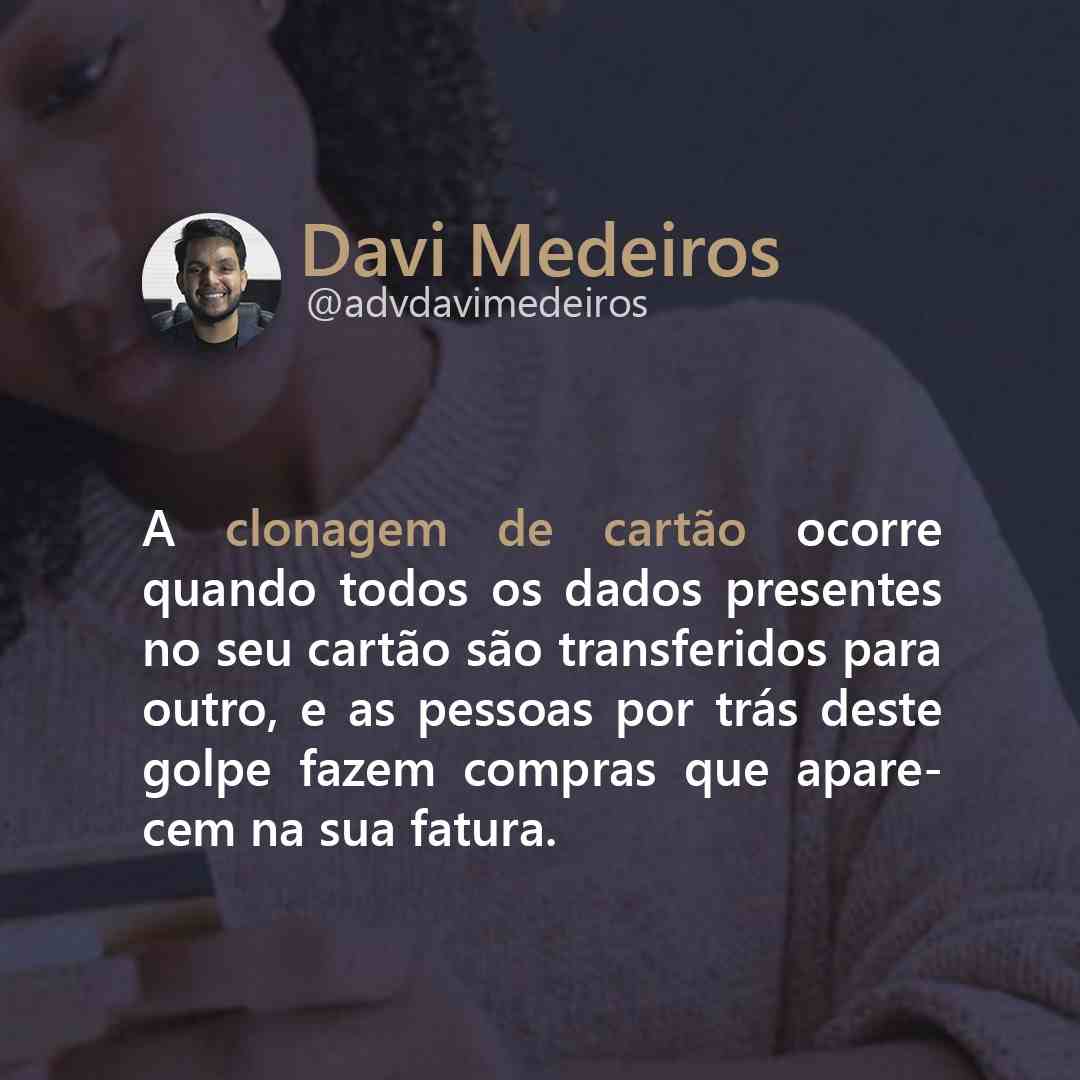 Davi Medeiros
@advdavimedeiros
A clonagem de cartão ocorre
quando todos os dados presentes
no seu cartão são transferidos para
outro, e as pessoas por trás deste
golpe fazem compras que apare-
cem na sua fatura.